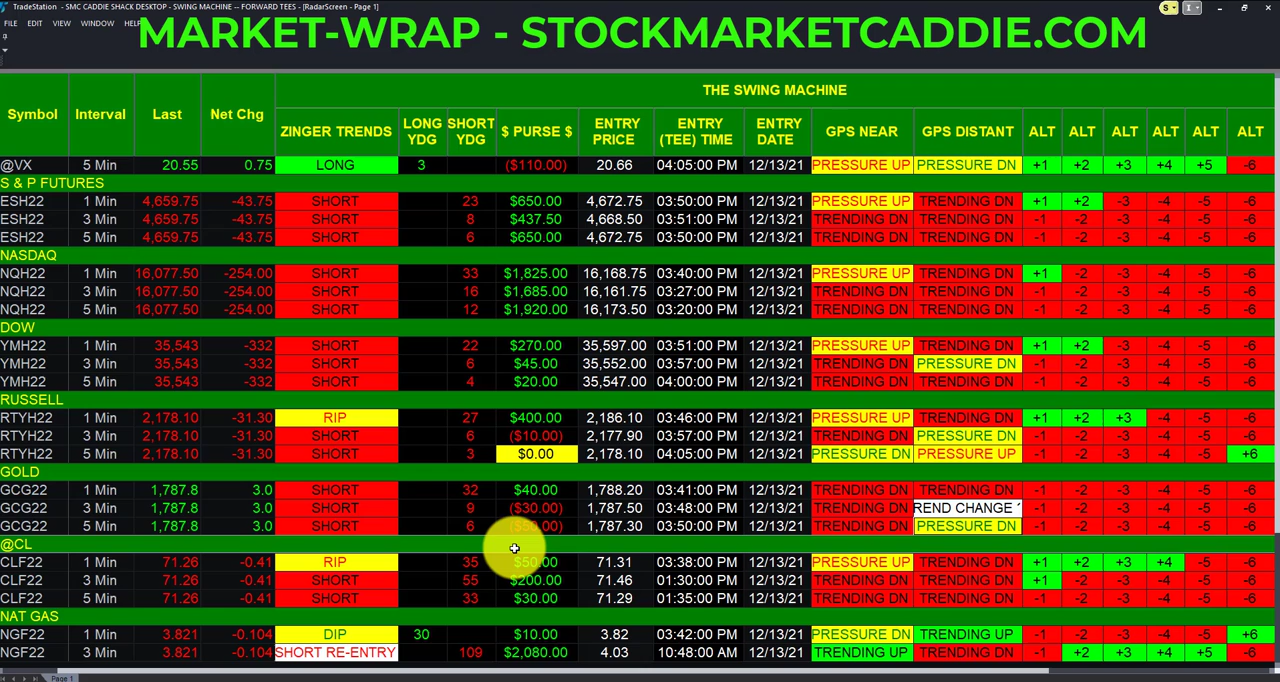 TradeStation - SMC CADDIE SHACK DESKTOP - SWING MACHINE -- FORWARD TEES - [RadarScreen - Page 1]
S
I
FILE EDIT VIEW WINDOW HELP
MARKET-WRAP - STOCKMARKETCADDIE.COM
THE SWING MACHINE
Symbol Interval Last Net Chg ZINGER TRENDS LONG YDG SHORT YDG $ PURSE $ ENTRY PRICE ENTRY (TEE) TIME ENTRY DATE GPS NEAR GPS DISTANT ALT ALT ALT ALT ALT ALT
@VX 5 Min 20.55 0.75 LONG 3 ($110.00) 20.66 04:05:00 PM 12/13/21 PRESSURE UP PRESSURE DN +1 +2 +3 +4 +5 -6
S & P FUTURES
ESH22 1 Min 4,659.75 -43.75 SHORT 23 $650.00 4,672.75 03:50:00 PM 12/13/21 PRESSURE UP TRENDING DN +1 +2 -3 -4 -5 -6
ESH22 3 Min 4,659.75 -43.75 SHORT 8 $437.50 4,668.50 03:51:00 PM 12/13/21 TRENDING DN TRENDING DN -1 -2 -3 -4 -5 -6
ESH22 5 Min 4,659.75 -43.75 SHORT 6 $650.00 4,672.75 03:50:00 PM 12/13/21 TRENDING DN TRENDING DN -1 -2 -3 -4 -5 -6
NASDAQ
NQH22 1 Min 16,077.50 -254.00 SHORT 33 $1,825.00 16,168.75 03:40:00 PM 12/13/21 PRESSURE UP TRENDING DN +1 -2 -3 -4 -5 -6
NQH22 3 Min 16,077.50 -254.00 SHORT 16 $1,685.00 16,161.75 03:27:00 PM 12/13/21 TRENDING DN TRENDING DN -1 -2 -3 -4 -5 -6
NQH22 5 Min 16,077.50 -254.00 SHORT 12 $1,920.00 16,173.50 03:20:00 PM 12/13/21 TRENDING DN TRENDING DN -1 -2 -3 -4 -5 -6
DOW
YMH22 1 Min 35,543 -332 SHORT 22 $270.00 35,597.00 03:51:00 PM 12/13/21 PRESSURE UP TRENDING DN +1 +2 -3 -4 -5 -6
YMH22 3 Min 35,543 -332 SHORT 6 $45.00 35,552.00 03:57:00 PM 12/13/21 TRENDING DN PRESSURE DN -1 -2 -3 -4 -5 -6
YMH22 5 Min 35,543 -332 SHORT 4 $20.00 35,547.00 04:00:00 PM 12/13/21 TRENDING DN TRENDING DN -1 -2 -3 -4 -5 -6
RUSSELL
RTYH22 1 Min 2,178.10 -31.30 RIP 27 $400.00 2,186.10 03:46:00 PM 12/13/21 PRESSURE UP TRENDING DN +1 +2 +3 -4 -5 -6
RTYH22 3 Min 2,178.10 -31.30 SHORT 6 ($10.00) 2,177.90 03:57:00 PM 12/13/21 TRENDING DN PRESSURE DN -1 -2 -3 -4 -5 -6
RTYH22 5 Min 2,178.10 -31.30 SHORT 3 $0.00 2,178.10 04:05:00 PM 12/13/21 PRESSURE DN PRESSURE UP -1 -2 -3 -4 -5 +6
GOLD
GCG22 1 Min 1,787.8 3.0 SHORT 32 $40.00 1,788.20 03:41:00 PM 12/13/21 TRENDING DN TRENDING DN -1 -2 -3 -4 -5 -6
GCG22 3 Min 1,787.8 3.0 SHORT 9 ($30.00) 1,787.50 03:48:00 PM 12/13/21 TRENDING DN REND CHANGE -1 -2 -3 -4 -5 -6
GCG22 5 Min 1,787.8 3.0 SHORT 6 ($50.00) 1,787.30 03:50:00 PM 12/13/21 TRENDING DN PRESSURE DN -1 -2 -3 -4 -5 -6
@CL
CLF22 1 Min 71.26 -0.41 RIP 35 $50.00 71.31 03:38:00 PM 12/13/21 PRESSURE UP TRENDING DN +1 +2 +3 +4 -5 -6
CLF22 3 Min 71.26 -0.41 SHORT 55 $200.00 71.46 01:30:00 PM 12/13/21 TRENDING DN TRENDING DN +1 -2 -3 -4 -5 -6
CLF22 5 Min 71.26 -0.41 SHORT 33 $30.00 71.29 01:35:00 PM 12/13/21 TRENDING DN TRENDING DN -1 -2 -3 -4 -5 -6
NAT GAS
NGF22 1 Min 3.821 -0.104 DIP 30 $10.00 3.82 03:42:00 PM 12/13/21 PRESSURE DN TRENDING UP -1 -2 -3 -4 -5 +6
NGF22 3 Min 3.821 -0.104 SHORT RE-ENTRY 109 $2,080.00 4.03 10:48:00 AM 12/13/21 TRENDING UP TRENDING DN -1 +2 +3 +4 +5 -6
Page 1